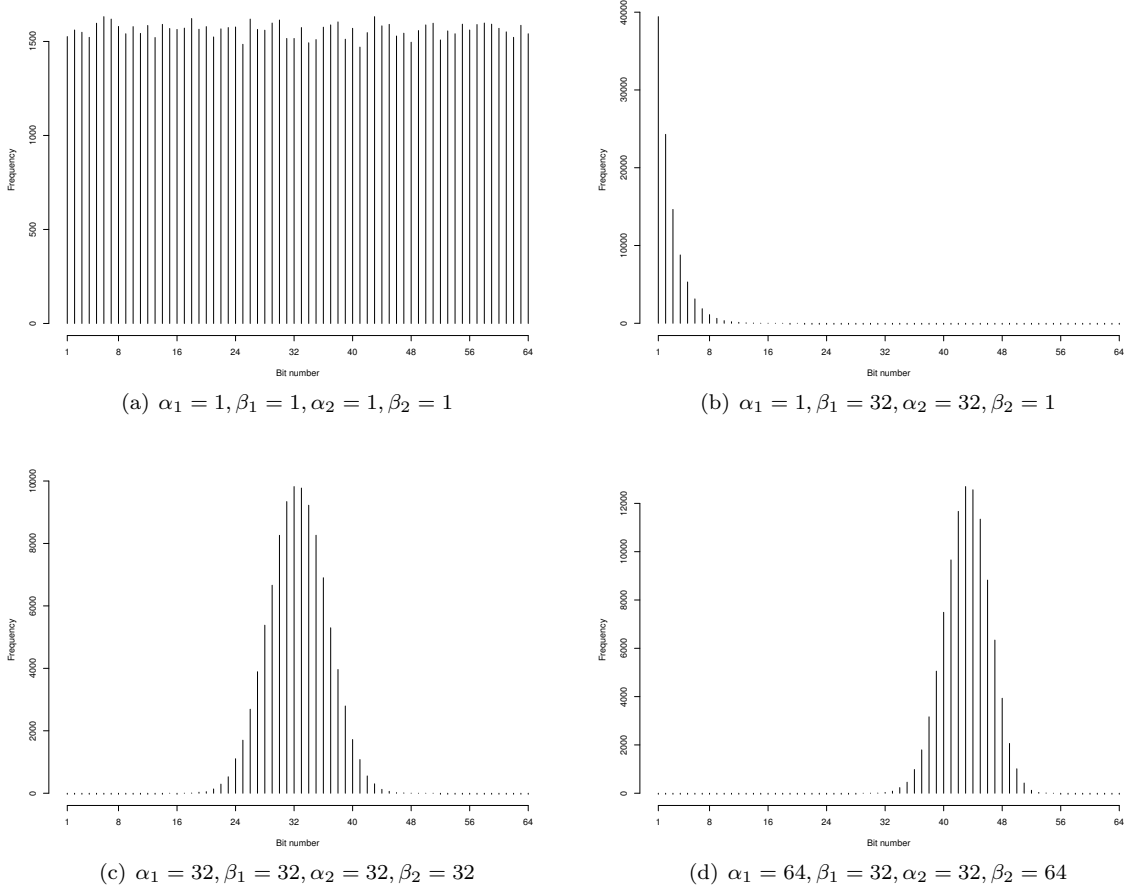 1500
1000
500
0
Frequency
1 8 16 24 32 40 48 56 64
Bit number
(a) α₁ = 1, β₁ = 1, α₂ = 1, β₂ = 1
40000
30000
20000
10000
0
Frequency
1 8 16 24 32 40 48 56 64
Bit number
(b) α₁ = 1, β₁ = 32, α₂ = 32, β₂ = 1
10000
8000
6000
4000
2000
0
Frequency
1 8 16 24 32 40 48 56 64
Bit number
(c) α₁ = 32, β₁ = 32, α₂ = 32, β₂ = 32
12000
10000
8000
6000
4000
2000
0
Frequency
1 8 16 24 32 40 48 56 64
Bit number
(d) α₁ = 64, β₁ = 32, α₂ = 32, β₂ = 64